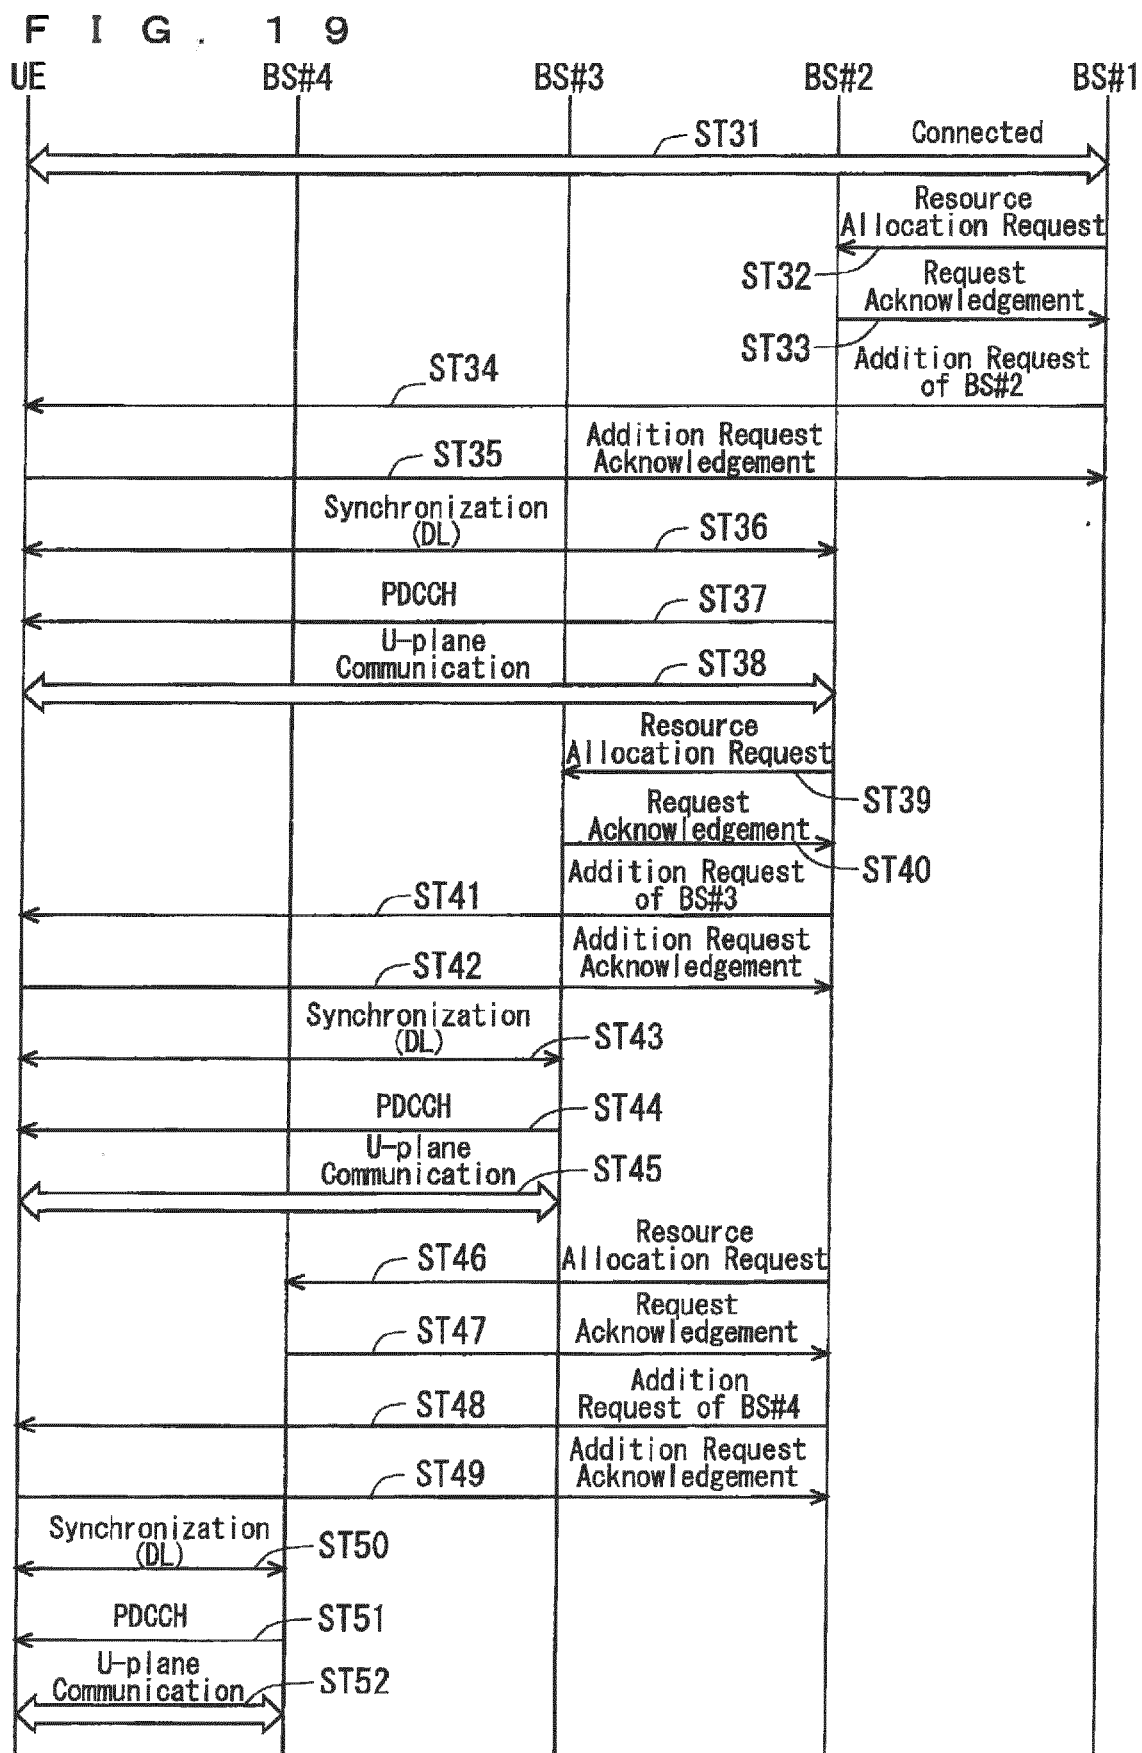 FIG. 19
UE BS#4 BS#3 BS#2 BS#1
ST31 Connected
Resource
Allocation Request
ST32
Request
Acknowledgement
ST33
Addition Request
of BS#2
ST34
Addition Request
Acknowledgement
ST35
Synchronization
(DL)
ST36
PDCCH
ST37
U-plane
Communication
ST38
Resource
Allocation Request
ST39
Request
Acknowledgement
ST40
Addition Request
of BS#3
ST41
Addition Request
Acknowledgement
ST42
Synchronization
(DL)
ST43
PDCCH
ST44
U-plane
Communication
ST45
Resource
Allocation Request
ST46
Request
Acknowledgement
ST47
Addition
Request of BS#4
ST48
Addition Request
Acknowledgement
ST49
Synchronization
(DL)
ST50
PDCCH
ST51
U-plane
Communication
ST52